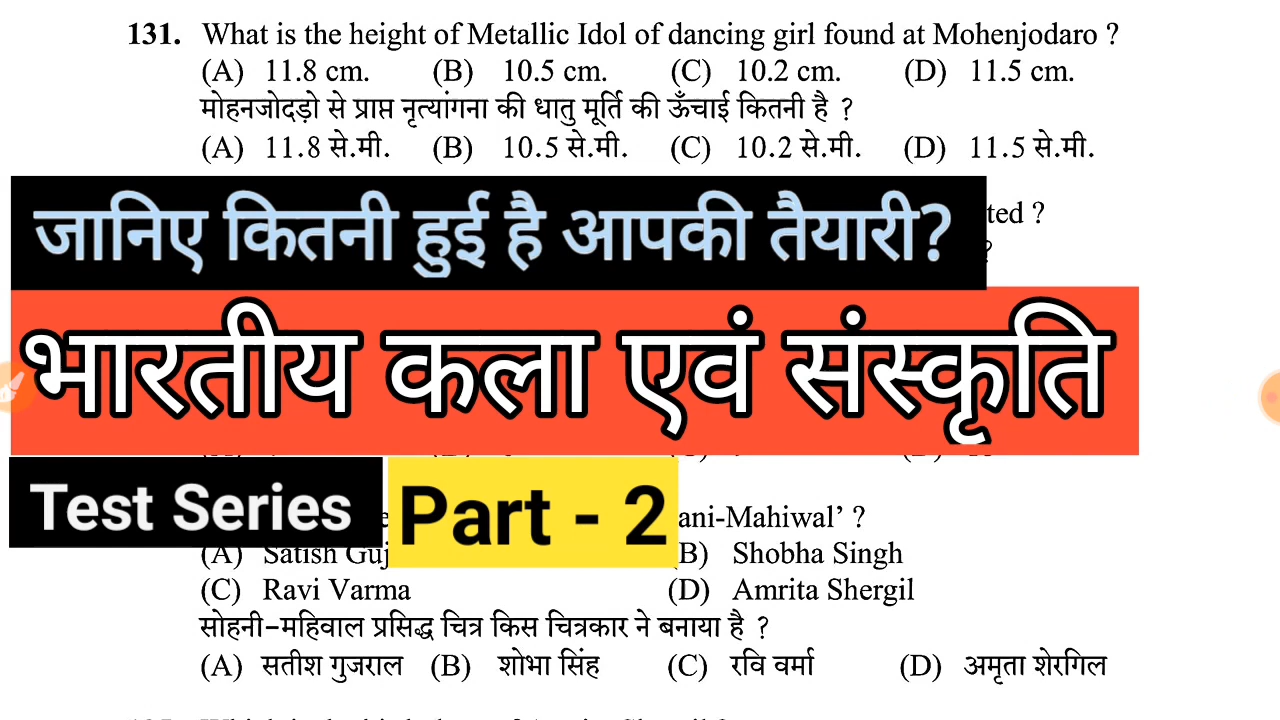 131. What is the height of Metallic Idol of dancing girl found at Mohenjodaro ?
(A) 11.8 cm. (B) 10.5 cm. (C) 10.2 cm. (D) 11.5 cm.
मोहनजोदड़ो से प्राप्त नृत्यांगना की धातु मूर्ति की ऊँचाई कितनी है ?
(A) 11.8 से.मी. (B) 10.5 से.मी. (C) 10.2 से.मी. (D) 11.5 से.मी.
ted ?
जानिए कितनी हुई है आपकी तैयारी?
?
भारतीय कला एवं संस्कृति
Test Series Part - 2 ani-Mahiwal’ ?
(A) Satish Guj (B) Shobha Singh
(C) Ravi Varma (D) Amrita Shergil
सोहनी–महिवाल प्रसिद्ध चित्र किस चित्रकार ने बनाया है ?
(A) सतीश गुजराल (B) शोभा सिंह (C) रवि वर्मा (D) अमृता शेरगिल